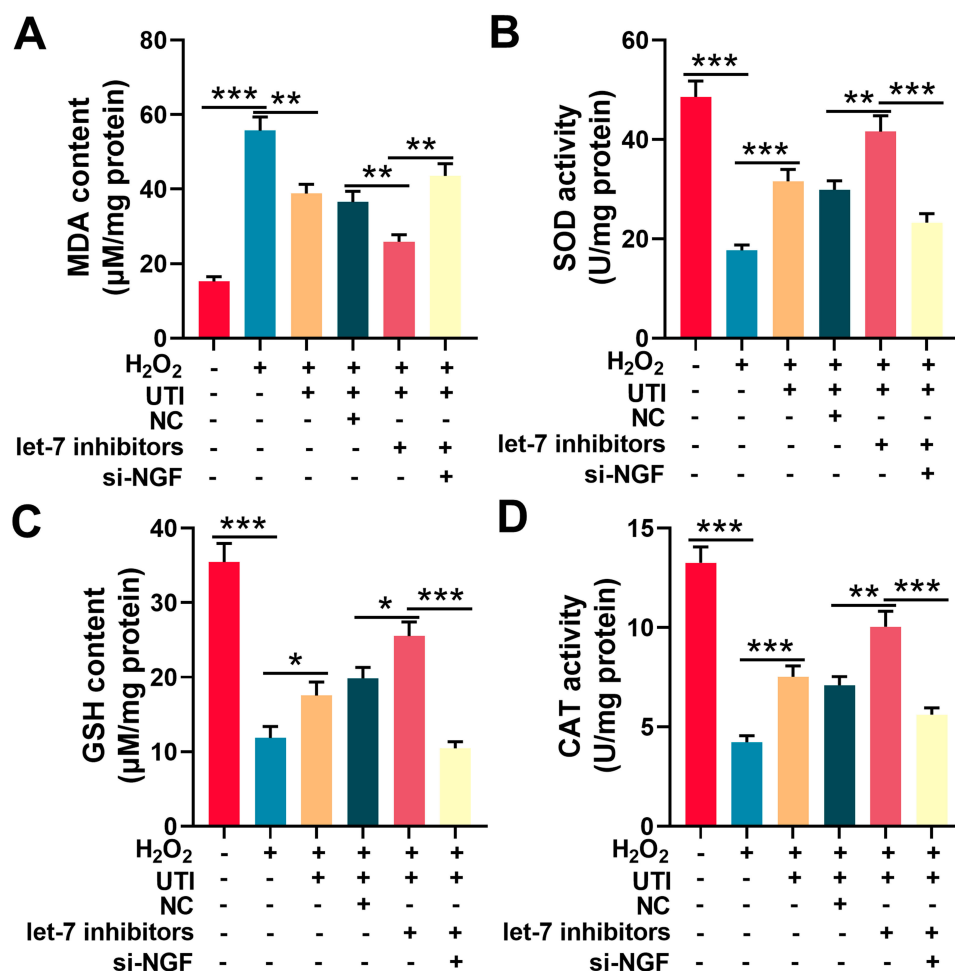 A
MDA content
(µM/mg protein)
80
60
40
20
0
*** **
** **
H₂O₂ - + + + + +
UTI - - + + + +
NC - - - + - -
let-7 inhibitors - - - - + +
si-NGF - - - - - +
B
SOD activity
(U/mg protein)
60
40
20
0
*** *** ** ***
H₂O₂ - + + + + +
UTI - - + + + +
NC - - - + - -
let-7 inhibitors - - - - + +
si-NGF - - - - - +
C
GSH content
(µM/mg protein)
40
30
20
10
0
*** * * ***
H₂O₂ - + + + + +
UTI - - + + + +
NC - - - + - -
let-7 inhibitors - - - - + +
si-NGF - - - - - +
D
CAT activity
(U/mg protein)
15
10
5
0
*** *** ** ***
H₂O₂ - + + + + +
UTI - - + + + +
NC - - - + - -
let-7 inhibitors - - - - + +
si-NGF - - - - - +